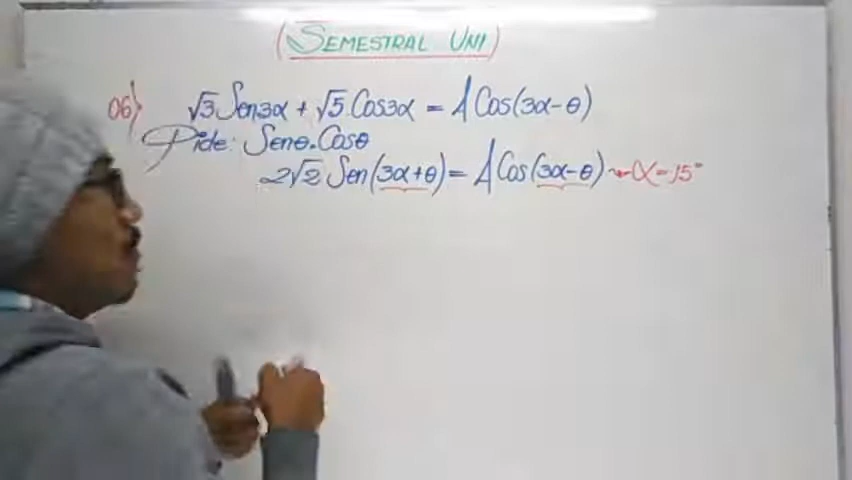 (SEMESTRAL UNI)
06) √3 Sen3α + √5 Cos3α = A Cos(3α-θ)
Pide: Senθ.Cosθ
2√2 Sen(3α+θ) = A Cos(3α-θ) → α=15°